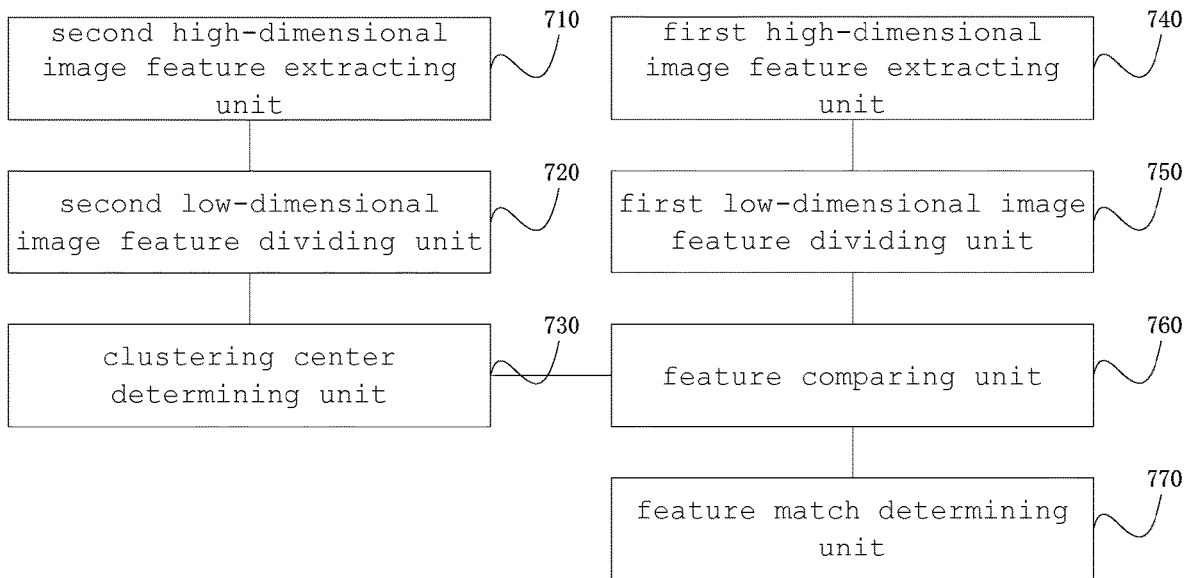 second high-dimensional
image feature extracting
unit
710
second low-dimensional
image feature dividing unit
720
clustering center
determining unit
730
first high-dimensional
image feature extracting
unit
740
first low-dimensional image
feature dividing unit
750
feature comparing unit
760
feature match determining
unit
770